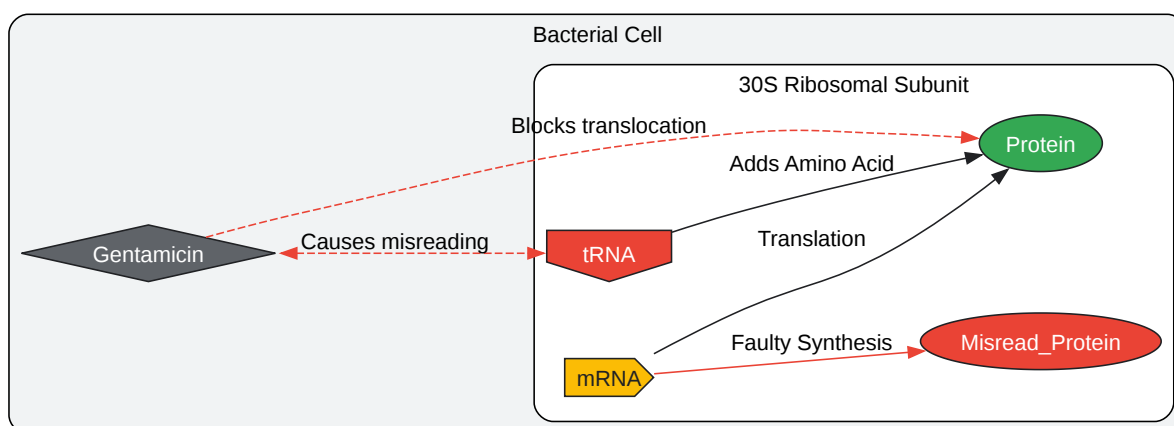 Bacterial Cell
30S Ribosomal Subunit
Blocks translocation
Protein
Adds Amino Acid
Translation
Causes misreading
Gentamicin
tRNA
Faulty Synthesis
Misread_Protein
mRNA